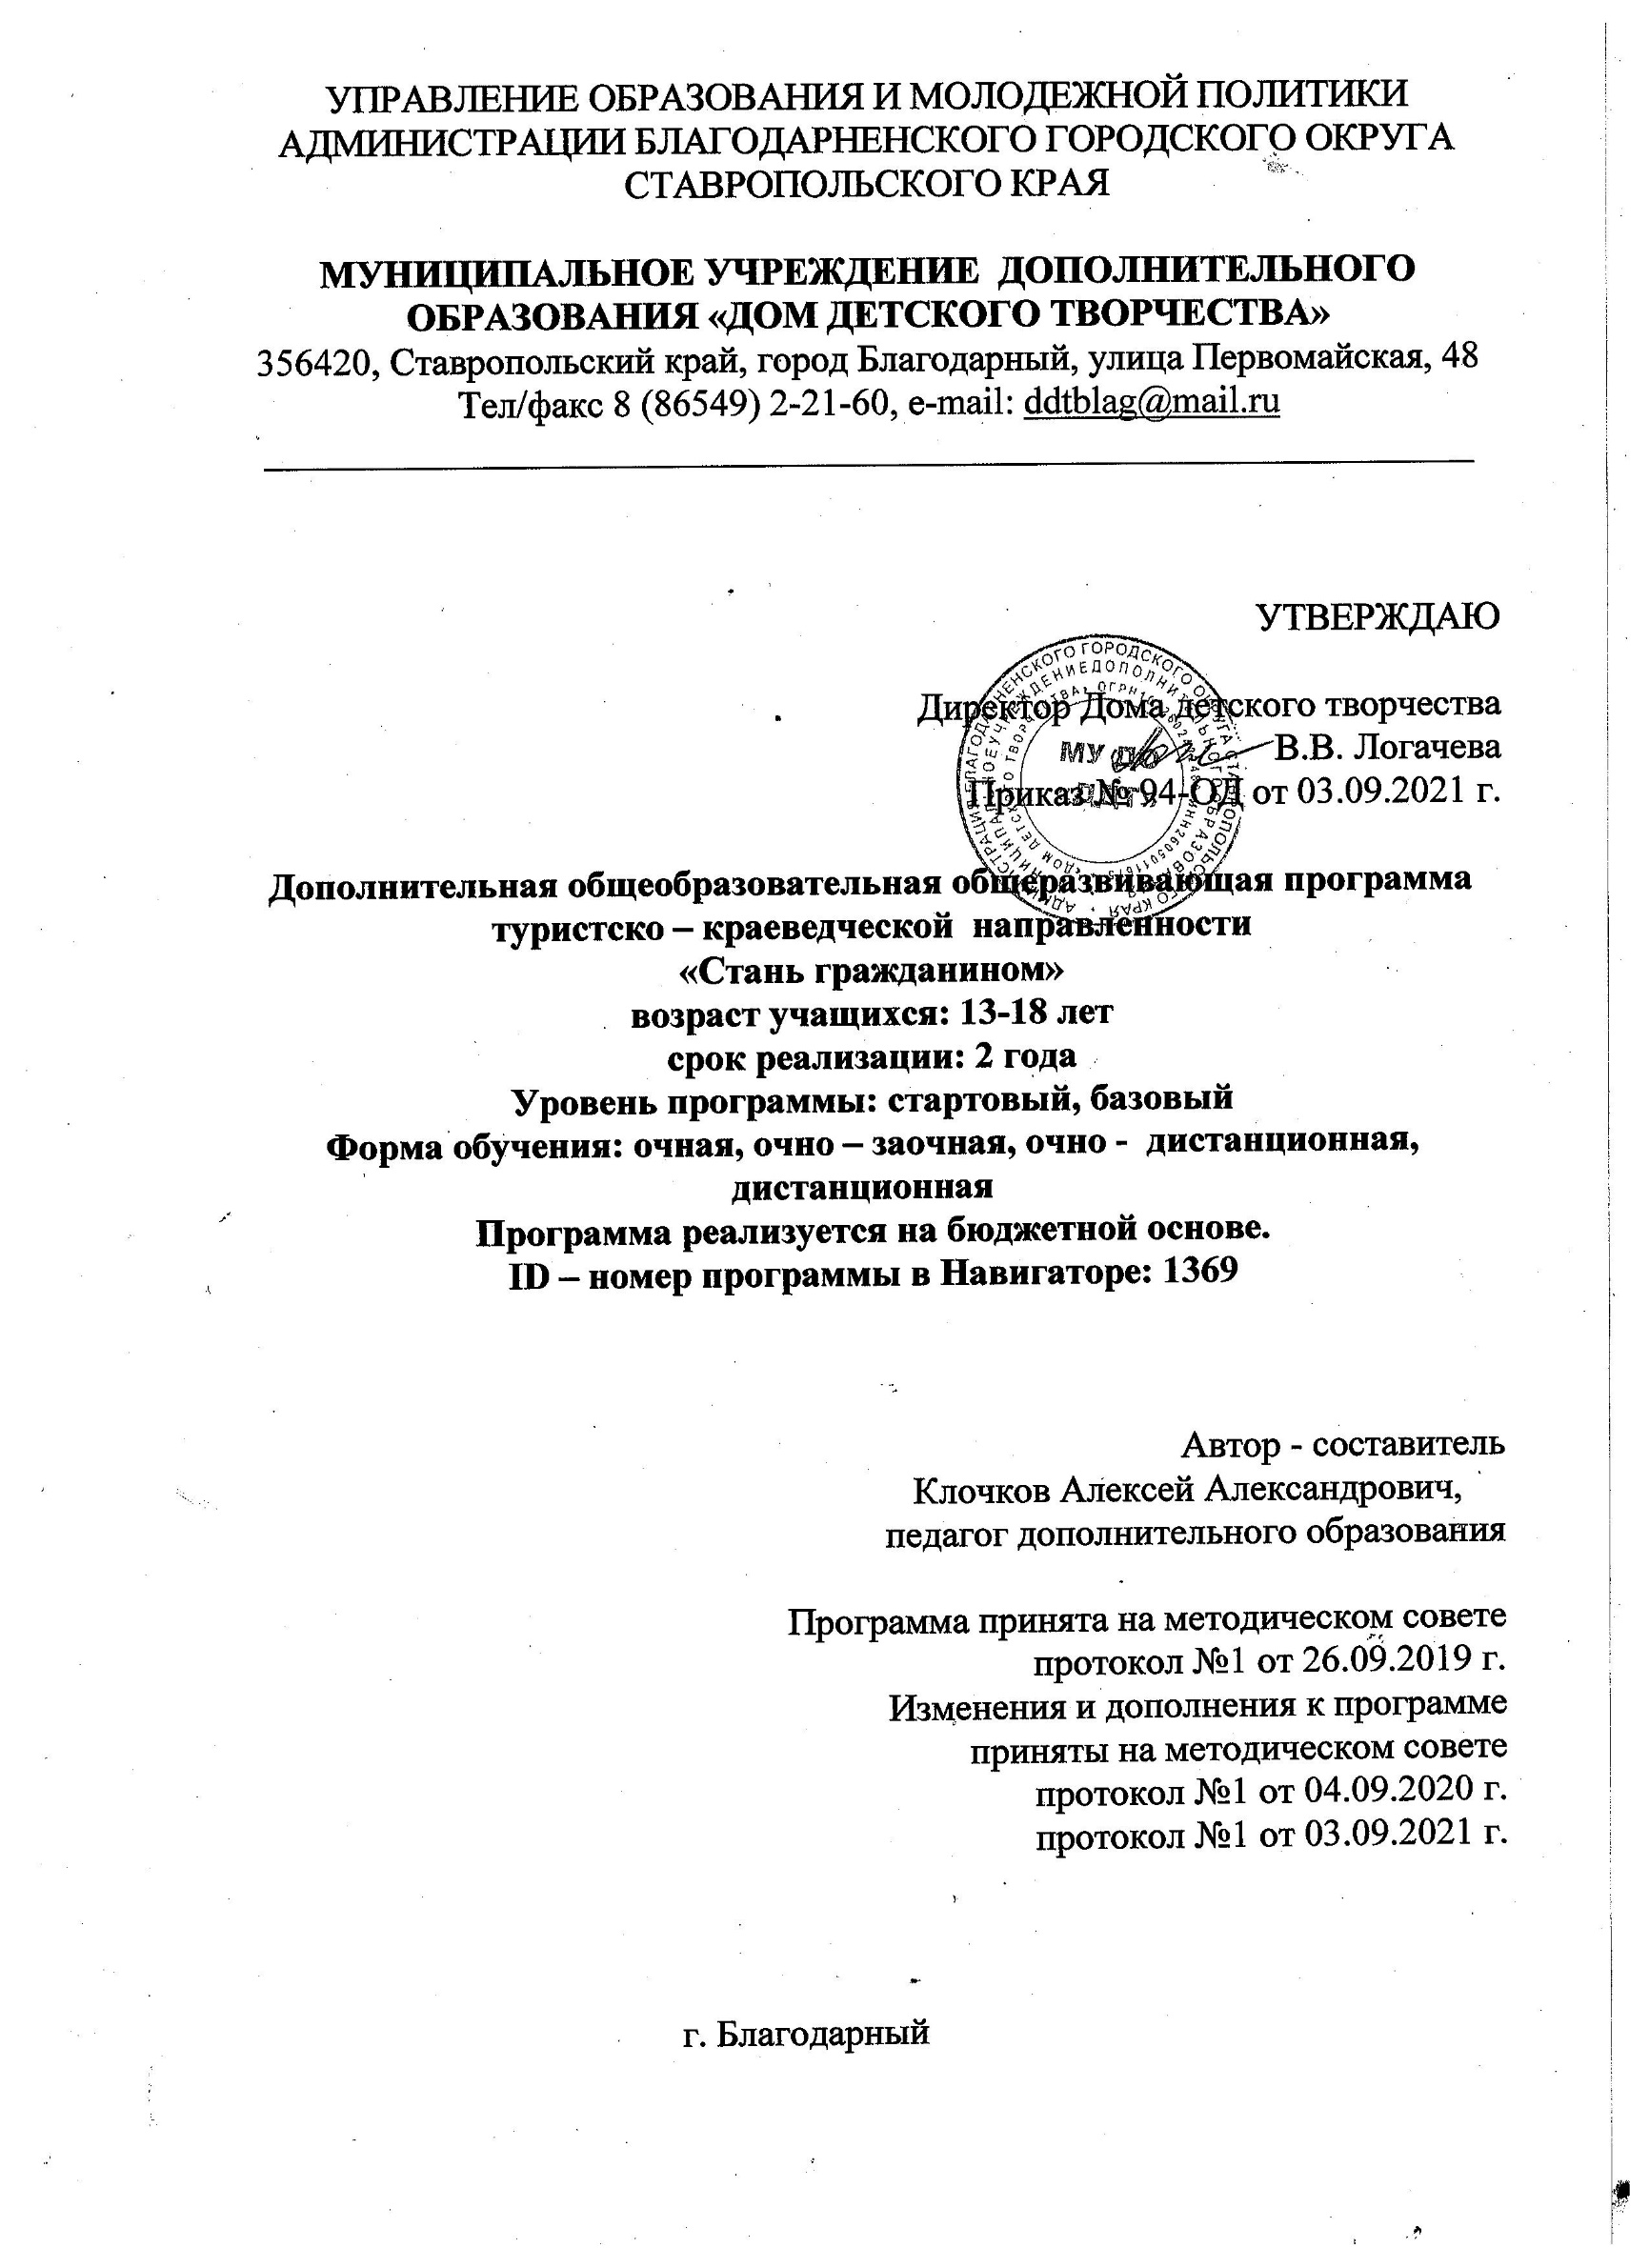 УПРАВЛЕНИЕ ОБРАЗОВАНИЯ И МОЛОДЕЖНОЙ ПОЛИТИКИ
АДМИНИСТРАЦИИ БЛАГОДАРНЕНСКОГО ГОРОДСКОГО ОКРУГА
СТАВРОПОЛЬСКОГО КРАЯ
МУНИЦИПАЛЬНОЕ УЧРЕЖДЕНИЕ ДОПОЛНИТЕЛЬНОГО
ОБРАЗОВАНИЯ «ДОМ ДЕТСКОГО ТВОРЧЕСТВА»
356420, Ставропольский край, город Благодарный, улица Первомайская, 48
Тел/факс 8 (86549) 2-21-60, e-mail: ddtblag@mail.ru
УТВЕРЖДАЮ
Директор Дома детского творчества
В.В. Логачева
Приказ № 94-ОД от 03.09.2021 г.
МУ ДО
Дополнительная общеобразовательная общеразвивающая программа
туристско – краеведческой направленности
«Стань гражданином»
возраст учащихся: 13-18 лет
срок реализации: 2 года
Уровень программы: стартовый, базовый
Форма обучения: очная, очно – заочная, очно - дистанционная,
дистанционная
Программа реализуется на бюджетной основе.
ID – номер программы в Навигаторе: 1369
Автор - составитель
Клочков Алексей Александрович,
педагог дополнительного образования
Программа принята на методическом совете
протокол №1 от 26.09.2019 г.
Изменения и дополнения к программе
приняты на методическом совете
протокол №1 от 04.09.2020 г.
протокол №1 от 03.09.2021 г.
г. Благодарный